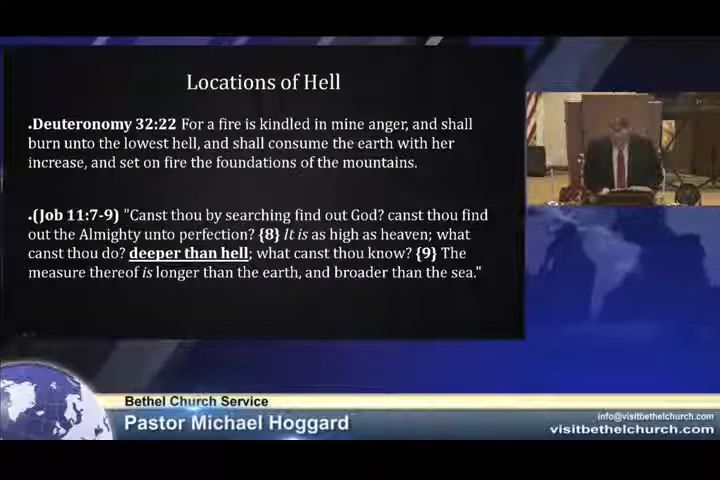 Locations of Hell
.Deuteronomy 32:22 For a fire is kindled in mine anger, and shall
burn unto the lowest hell, and shall consume the earth with her
increase, and set on fire the foundations of the mountains.
.(Job 11:7-9) "Canst thou by searching find out God? canst thou find
out the Almighty unto perfection? {8} It is as high as heaven; what
canst thou do? deeper than hell; what canst thou know? {9} The
measure thereof is longer than the earth, and broader than the sea."
Bethel Church Service
Pastor Michael Hoggard
info@visitbethelchurch.com
visitbethelchurch.com